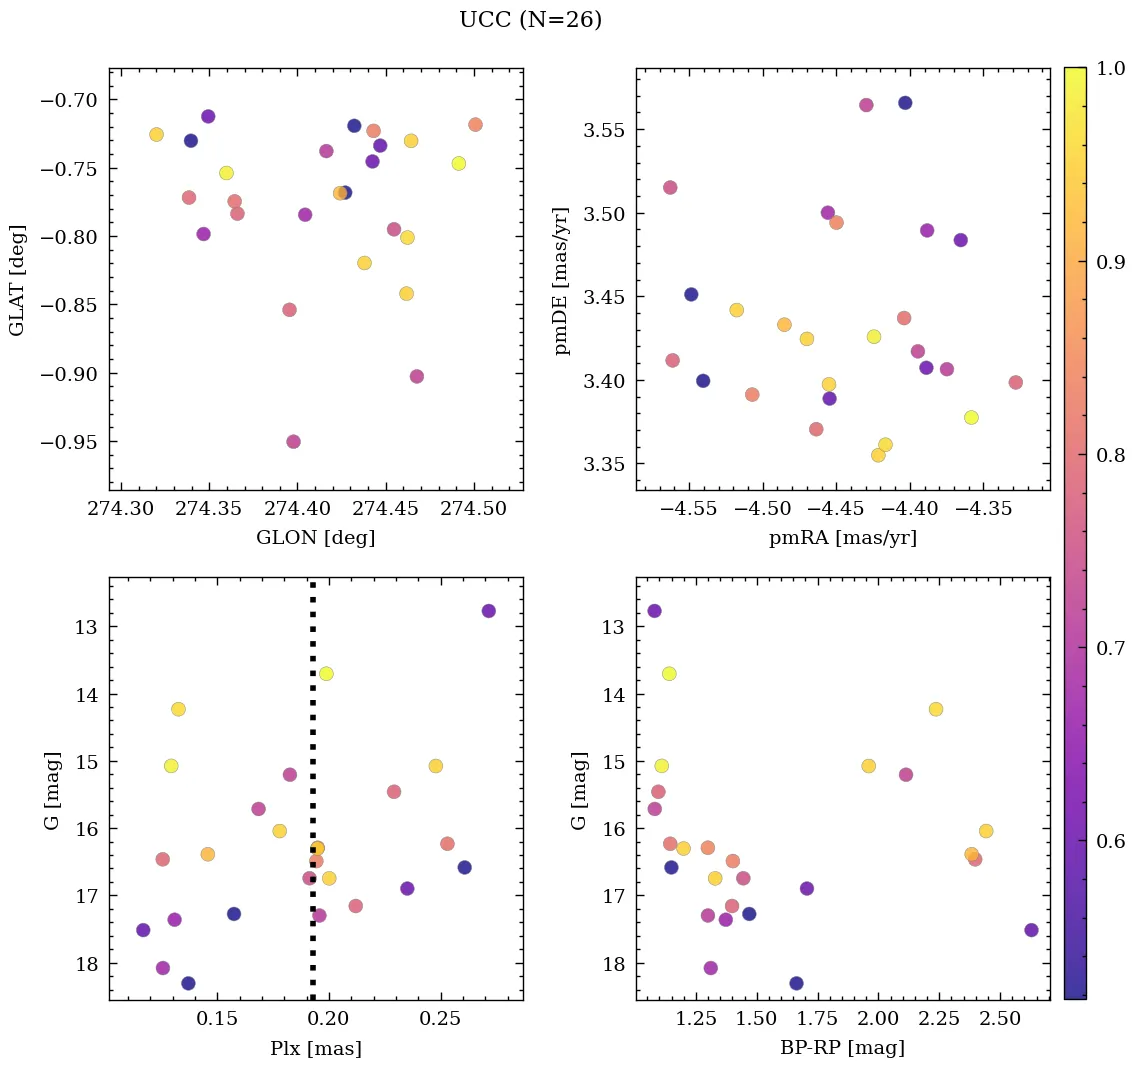 UCC (N=26)
−0.70
−0.75
−0.80
−0.85
−0.90
−0.95
GLAT [deg]
274.30 274.35 274.40 274.45 274.50
GLON [deg]
3.55
3.50
3.45
3.40
3.35
pmDE [mas/yr]
−4.55 −4.50 −4.45 −4.40 −4.35
pmRA [mas/yr]
1.0
0.9
0.8
0.7
0.6
13
14
15
16
17
18
G [mag]
0.15 0.20 0.25
Plx [mas]
13
14
15
16
17
18
G [mag]
1.25 1.50 1.75 2.00 2.25 2.50
BP-RP [mag]